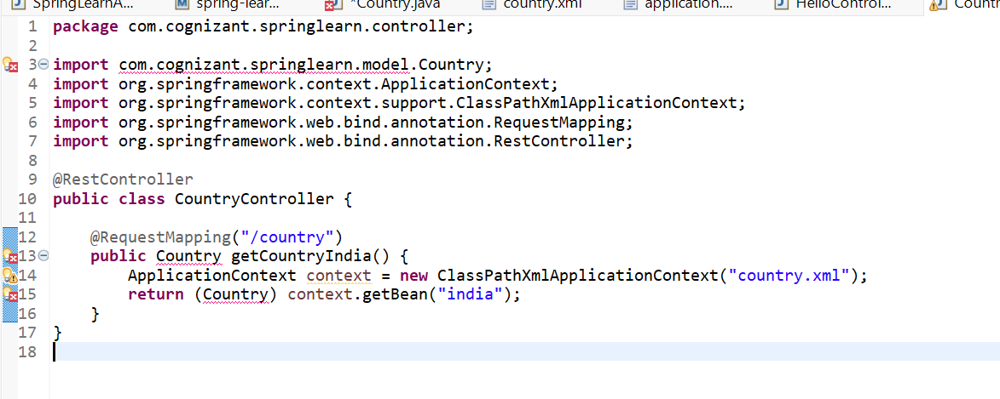 SpringLearnA... spring-lear... *Country.java country.xml application.... HelloControl... Countr
1 package com.cognizant.springlearn.controller;
2
3 import com.cognizant.springlearn.model.Country;
4 import org.springframework.context.ApplicationContext;
5 import org.springframework.context.support.ClassPathXmlApplicationContext;
6 import org.springframework.web.bind.annotation.RequestMapping;
7 import org.springframework.web.bind.annotation.RestController;
8
9 @RestController
10 public class CountryController {
11
12 @RequestMapping("/country")
13 public Country getCountryIndia() {
14 ApplicationContext context = new ClassPathXmlApplicationContext("country.xml");
15 return (Country) context.getBean("india");
16 }
17 }
18